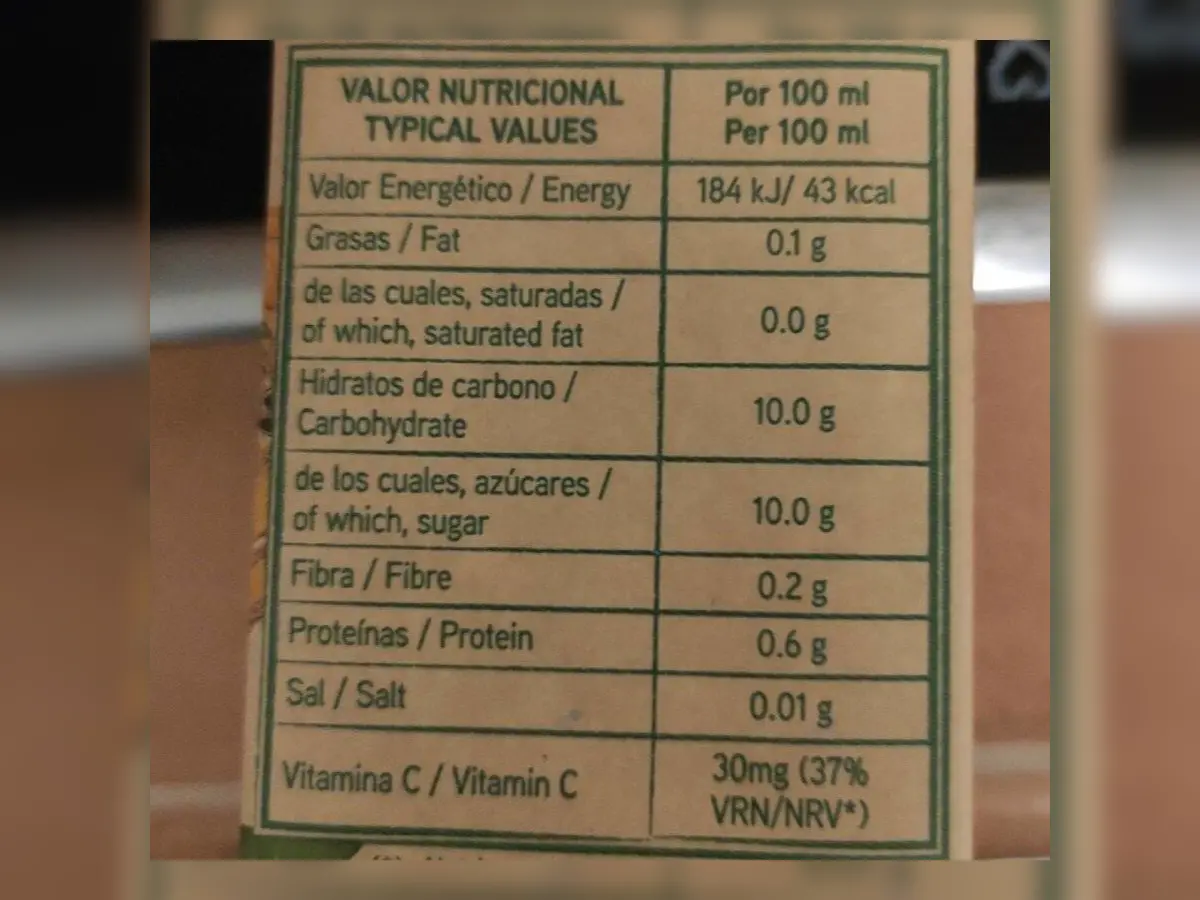 VALOR NUTRICIONAL
TYPICAL VALUES
Por 100 ml
Per 100 ml
Valor Energético / Energy
184 kJ/ 43 kcal
Grasas / Fat
0.1 g
de las cuales, saturadas /
of which, saturated fat
0.0 g
Hidratos de carbono /
Carbohydrate
10.0 g
de los cuales, azúcares /
of which, sugar
10.0 g
Fibra / Fibre
0.2 g
Proteínas / Protein
0.6 g
Sal / Salt
0.01 g
Vitamina C / Vitamin C
30mg (37%
VRN/NRV*)